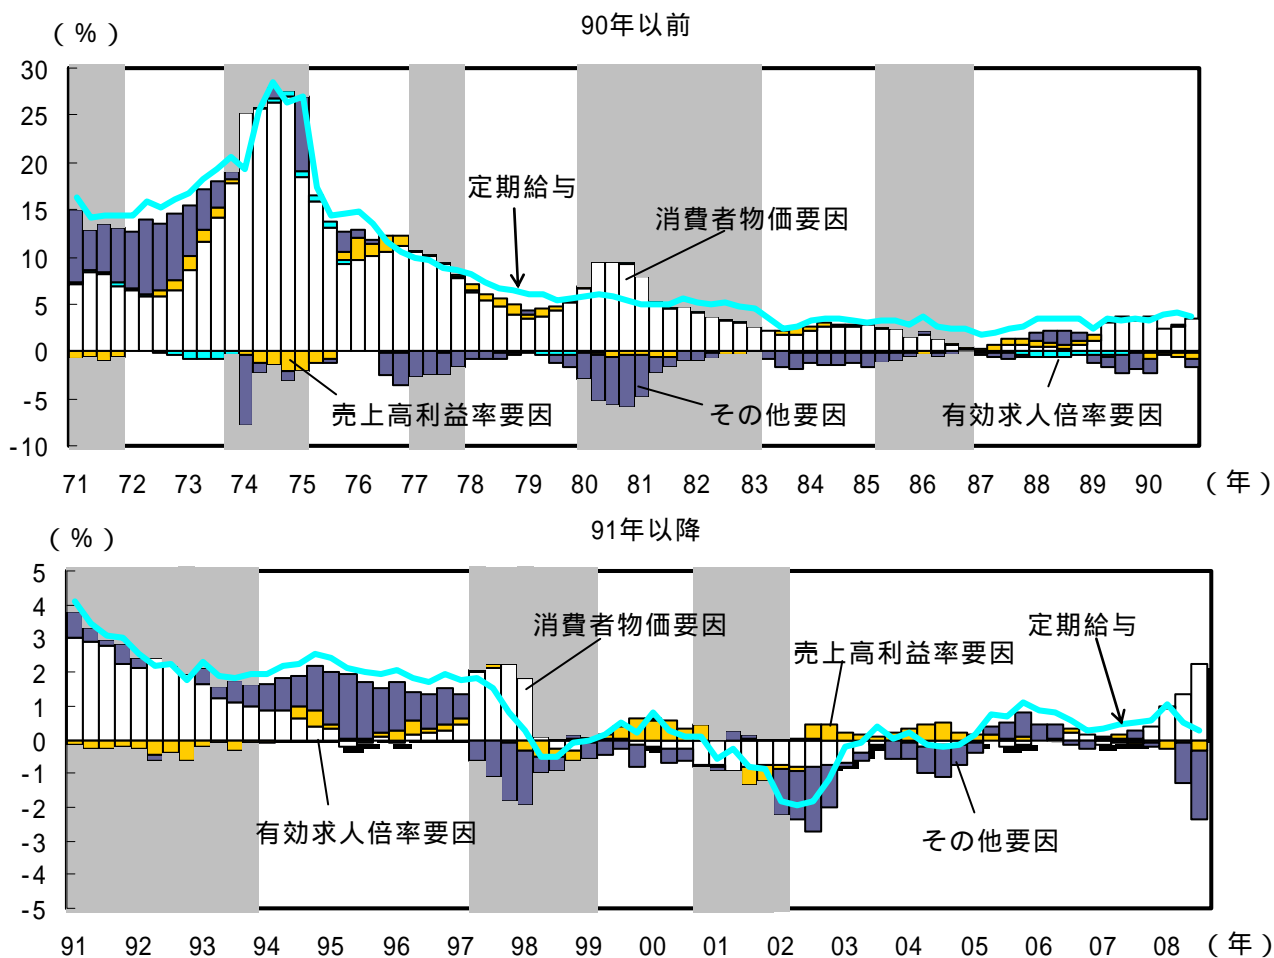 90年以前
(%)
30
25
20
15
10
5
0
-5
-10
定期給与
消費者物価要因
売上高利益率要因
その他要因
有効求人倍率要因
71 72 73 74 75 76 77 78 79 80 81 82 83 84 85 86 87 88 89 90 (年)
91年以降
(%)
5
4
3
2
1
0
-1
-2
-3
-4
-5
消費者物価要因
定期給与
売上高利益率要因
有効求人倍率要因
その他要因
91 92 93 94 95 96 97 98 99 00 01 02 03 04 05 06 07 08 (年)